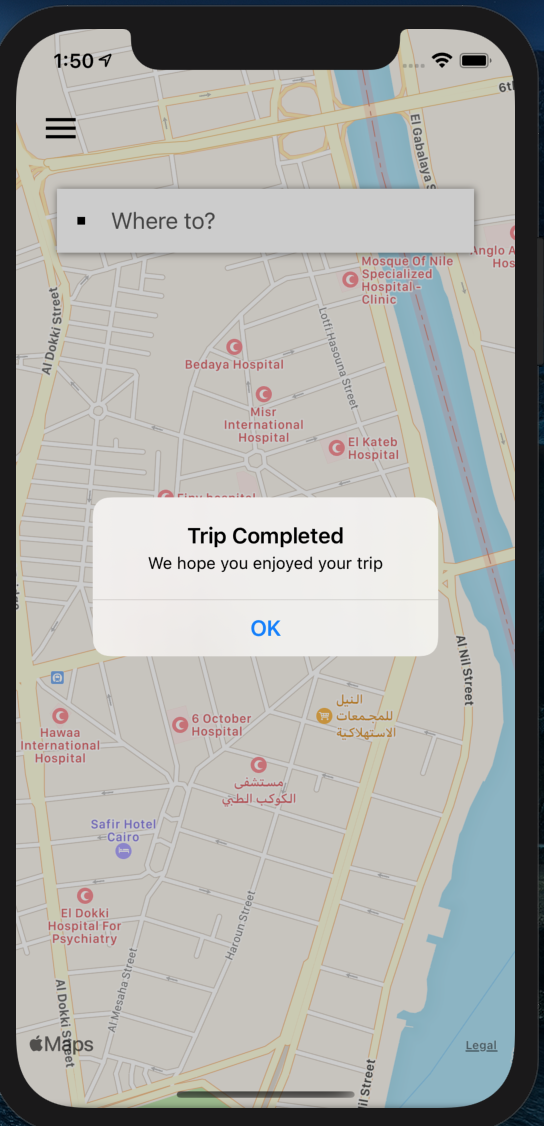 1:50
6t
El Gabalaya S
Where to?
Anglo A
Hos
Mosque Of Nile
Specialized
Hospital -
Clinic
Al Dokki Street
Lotfi Hasouna Street
Bedaya Hospital
Misr
International
Hospital
El Kateb
Hospital
Trip Completed
We hope you enjoyed your trip
OK
Al Nil Street
النيل
للمجمعات
الاستهلاكية
Hawaa
International
Hospital
6 October
Hospital
مستشفى
الكوكب الطبي
Safir Hotel
Cairo
El Dokki
Hospital For
Psychiatry
Haroun Street
Al Mesaha Street
Al Dokki Street
Maps
Legal
il Street